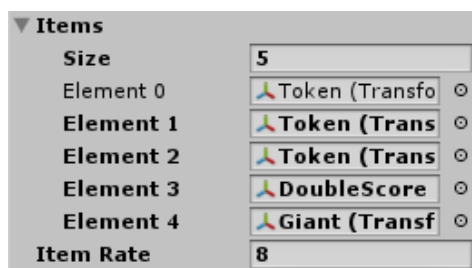 Items
Size 5
Element 0 Token (Transfo
Element 1 Token (Trans
Element 2 Token (Trans
Element 3 DoubleScore
Element 4 Giant (Transf
Item Rate 8